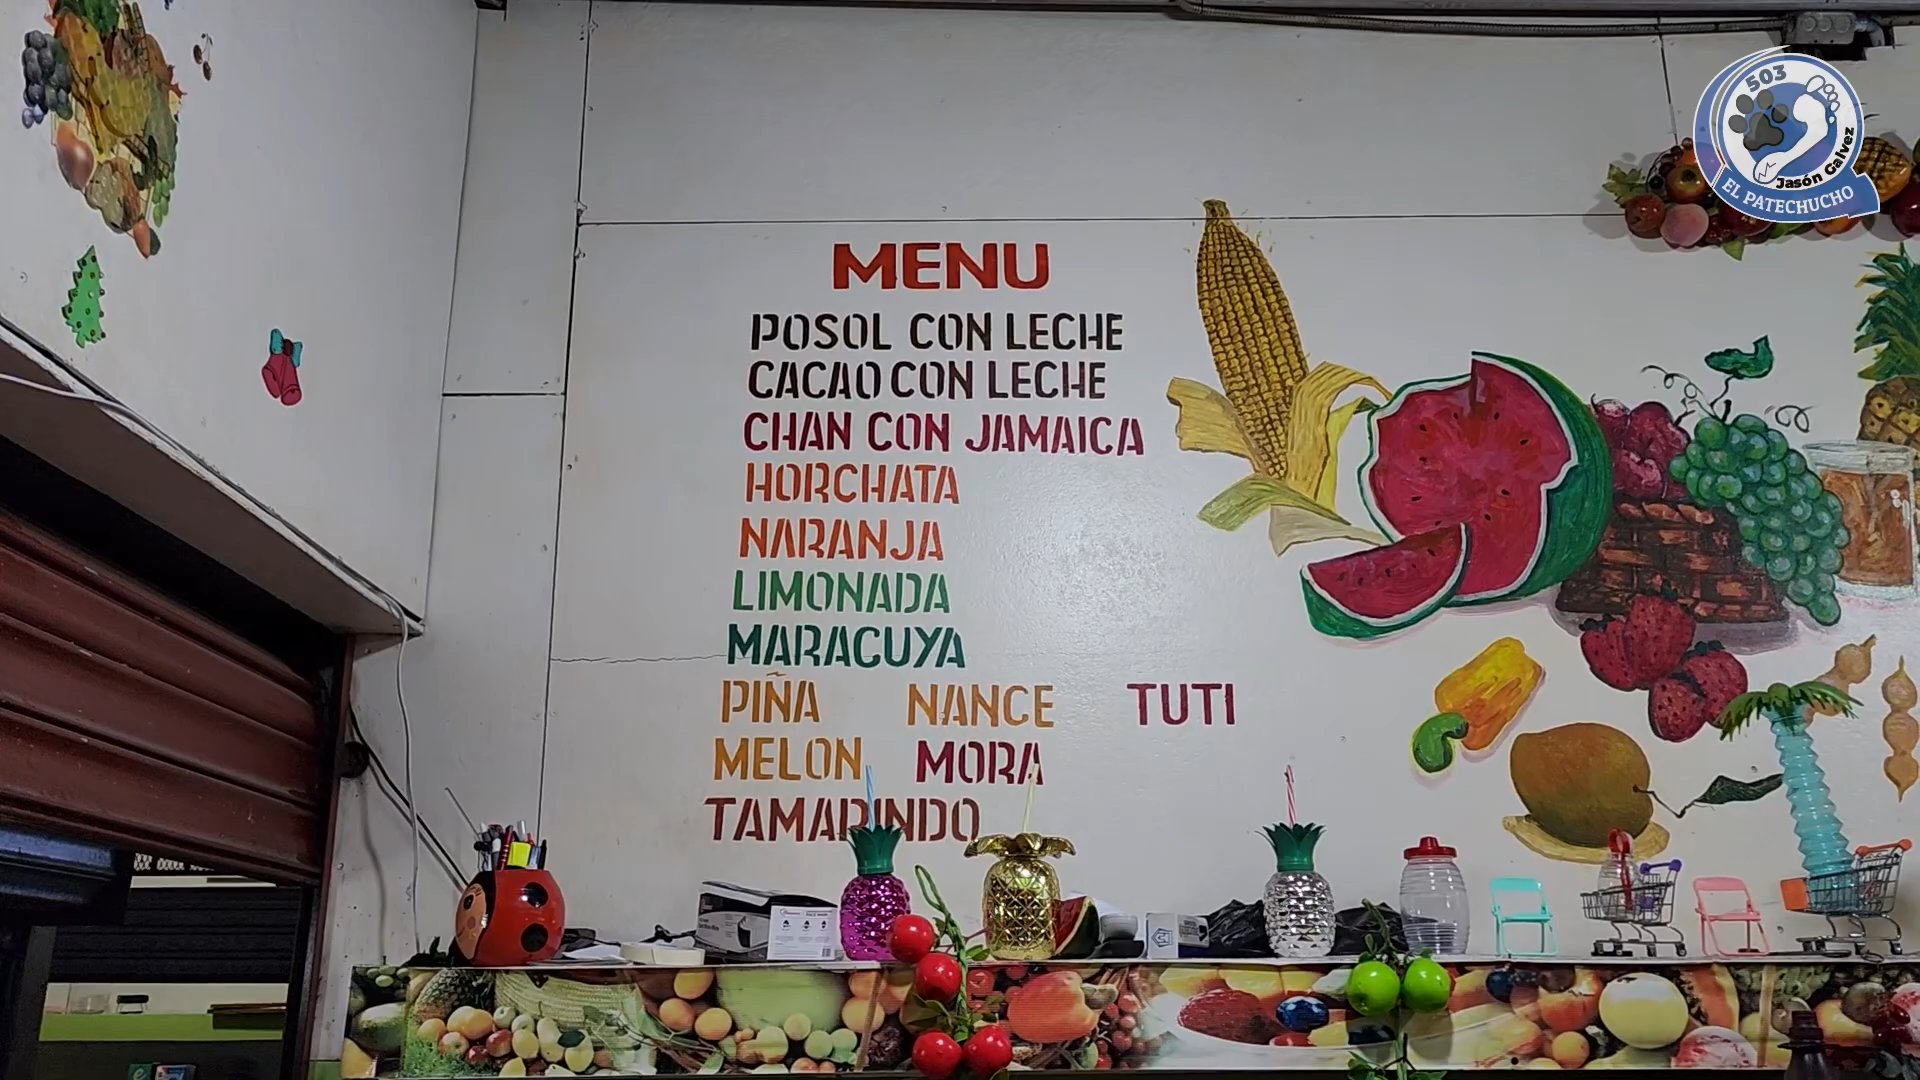 503
Jasón Galvez
EL PATECHUCHO
MENU
POSOL CON LECHE
CACAO CON LECHE
CHAN CON JAMAICA
HORCHATA
NARANJA
LIMONADA
MARACUYA
PIÑA NANCE TUTI
MELON MORA
TAMARINDO